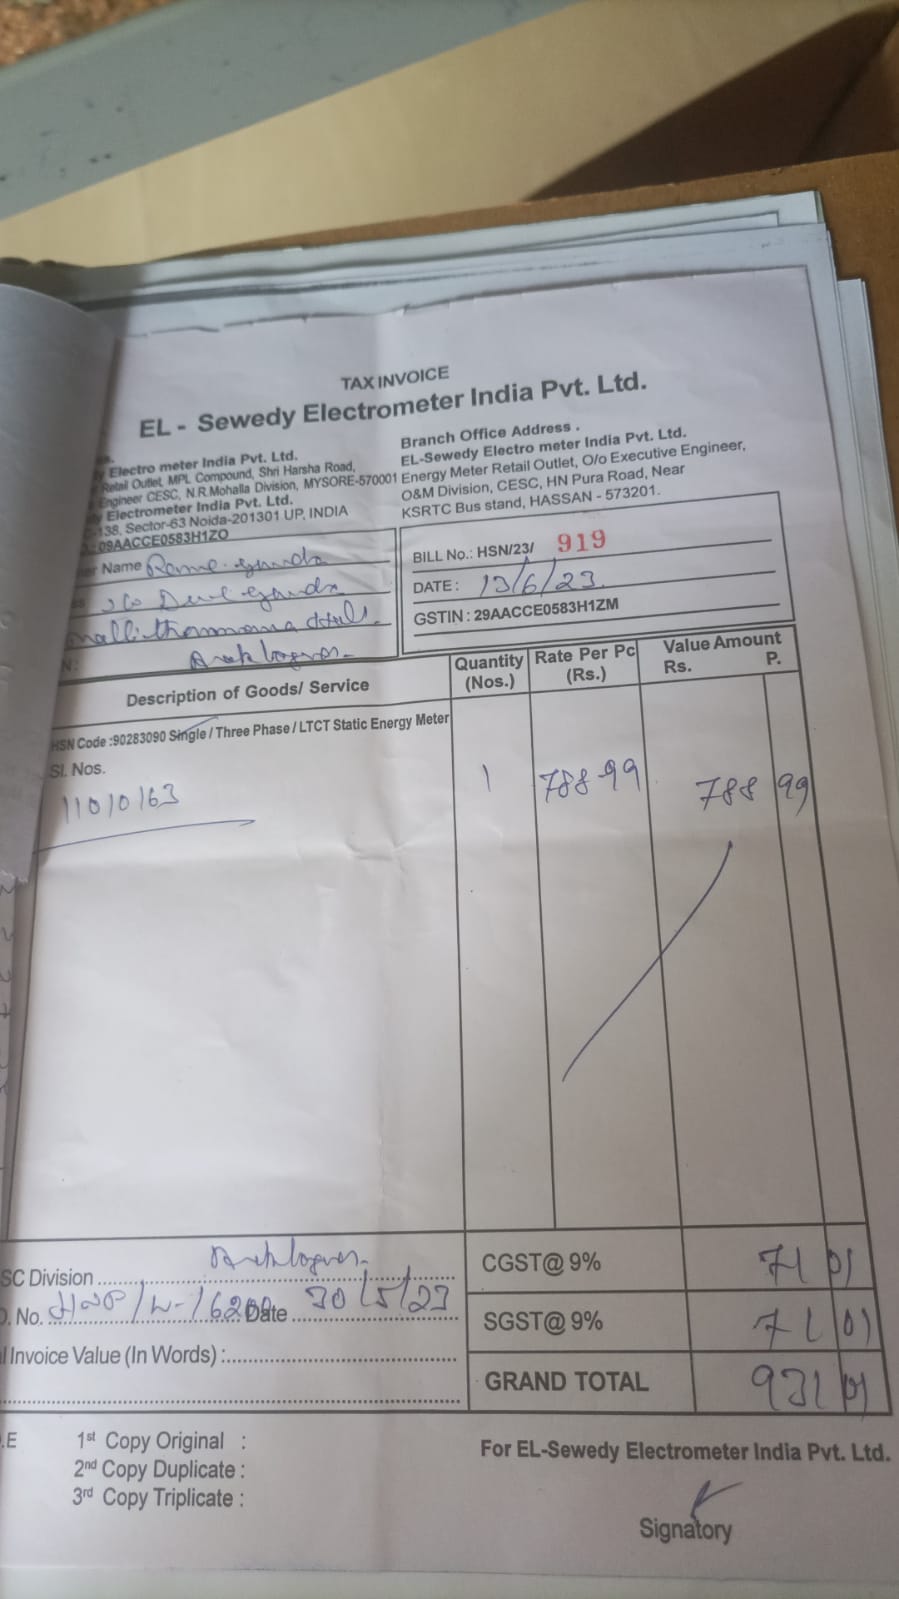 TAX INVOICE
EL - Sewedy Electrometer India Pvt. Ltd.
Electro meter India Pvt. Ltd.
Retail Outlet, MPL Compound, Shri Harsha Road,
Engineer CESC, N.R.Mohalla Division, MYSORE-570001
Electrometer India Pvt. Ltd.
-138, Sector-63 Noida-201301 UP, INDIA
09AACCE0583H1ZO
Branch Office Address .
EL-Sewedy Electro meter India Pvt. Ltd.
Energy Meter Retail Outlet, O/o Executive Engineer,
O&M Division, CESC, HN Pura Road, Near
KSRTC Bus stand, HASSAN - 573201.
Name Rame gowda
BILL No.: HSN/23/ 919
DATE : 13/6/23
GSTIN : 29AACCE0583H1ZM
N:
Description of Goods/ Service
Quantity (Nos.)
Rate Per Pc (Rs.)
Value Amount
Rs. P.
HSN Code :90283090 Single / Three Phase / LTCT Static Energy Meter
Sl. Nos.
11010163
1
788-99
788 99
SC Division
CGST@ 9% 71 01
No. Date 30/5/23
SGST@ 9% 71 01
Invoice Value (In Words) :
GRAND TOTAL 931 01
.E
1st Copy Original :
2nd Copy Duplicate :
3rd Copy Triplicate :
For EL-Sewedy Electrometer India Pvt. Ltd.
Signatory